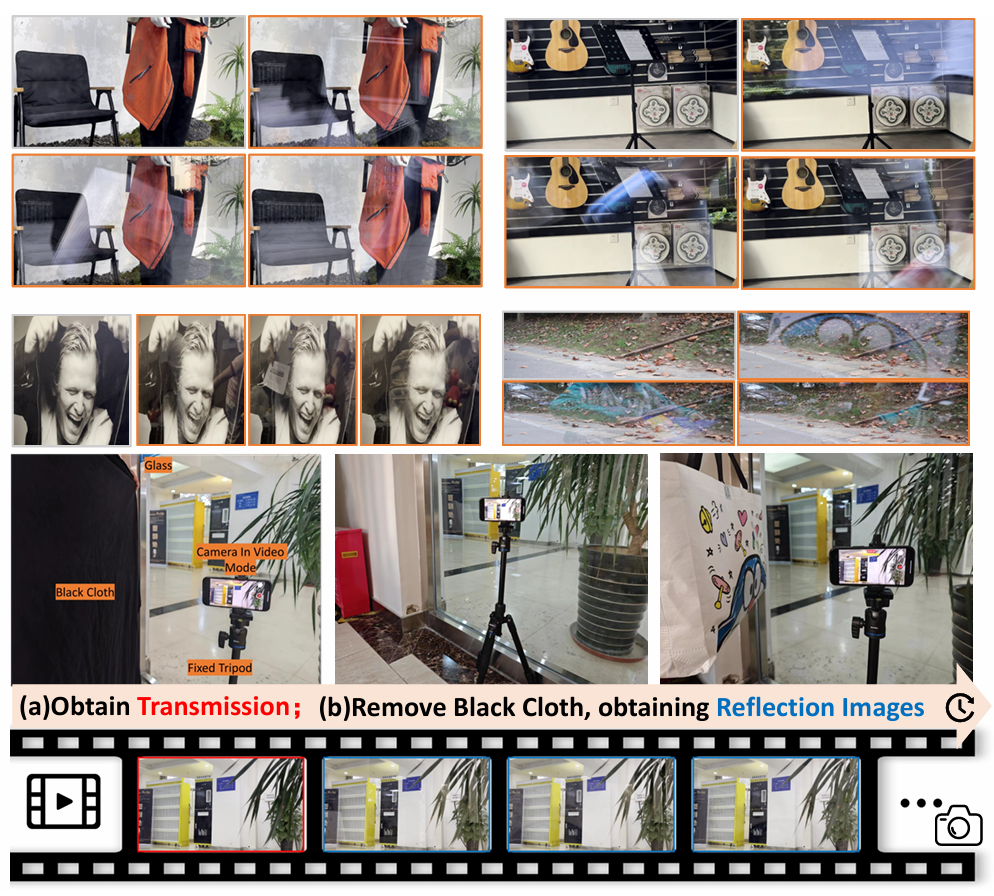 Glass
Camera In Video
Mode
Black Cloth
Fixed Tripod
(a)Obtain Transmission; (b)Remove Black Cloth, obtaining Reflection Images